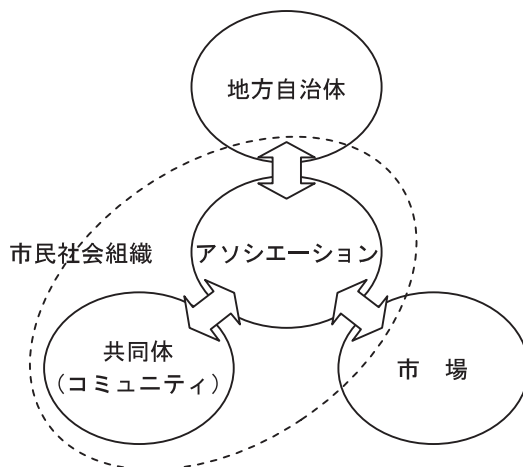 地方自治体
市民社会組織
アソシエーション
共同体
(コミュニティ)
市　場